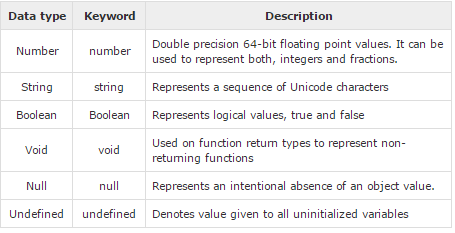 Data type Keyword Description
Number number Double precision 64-bit floating point values. It can be
used to represent both, integers and fractions.
String string Represents a sequence of Unicode characters
Boolean Boolean Represents logical values, true and false
Void void Used on function return types to represent non-
returning functions
Null null Represents an intentional absence of an object value.
Undefined undefined Denotes value given to all uninitialized variables